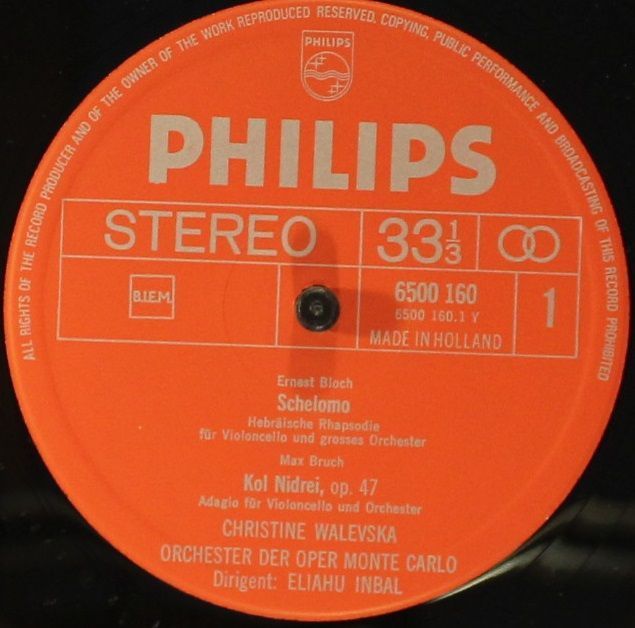 ALL RIGHTS OF THE RECORD PRODUCER AND OF THE OWNER OF THE WORK REPRODUCED RESERVED. COPYING, PUBLIC PERFORMANCE AND BROADCASTING OF THIS RECORD PROHIBITED
PHILIPS
PHILIPS
STEREO 33⅓
B.I.E.M. 6500 160 1
6500 160.1 Y
MADE IN HOLLAND
Ernest Bloch
Schelomo
Hebräische Rhapsodie
für Violoncello und grosses Orchester
Max Bruch
Kol Nidrei, op. 47
Adagio für Violoncello und Orchester
CHRISTINE WALEVSKA
ORCHESTER DER OPER MONTE CARLO
Dirigent: ELIAHU INBAL